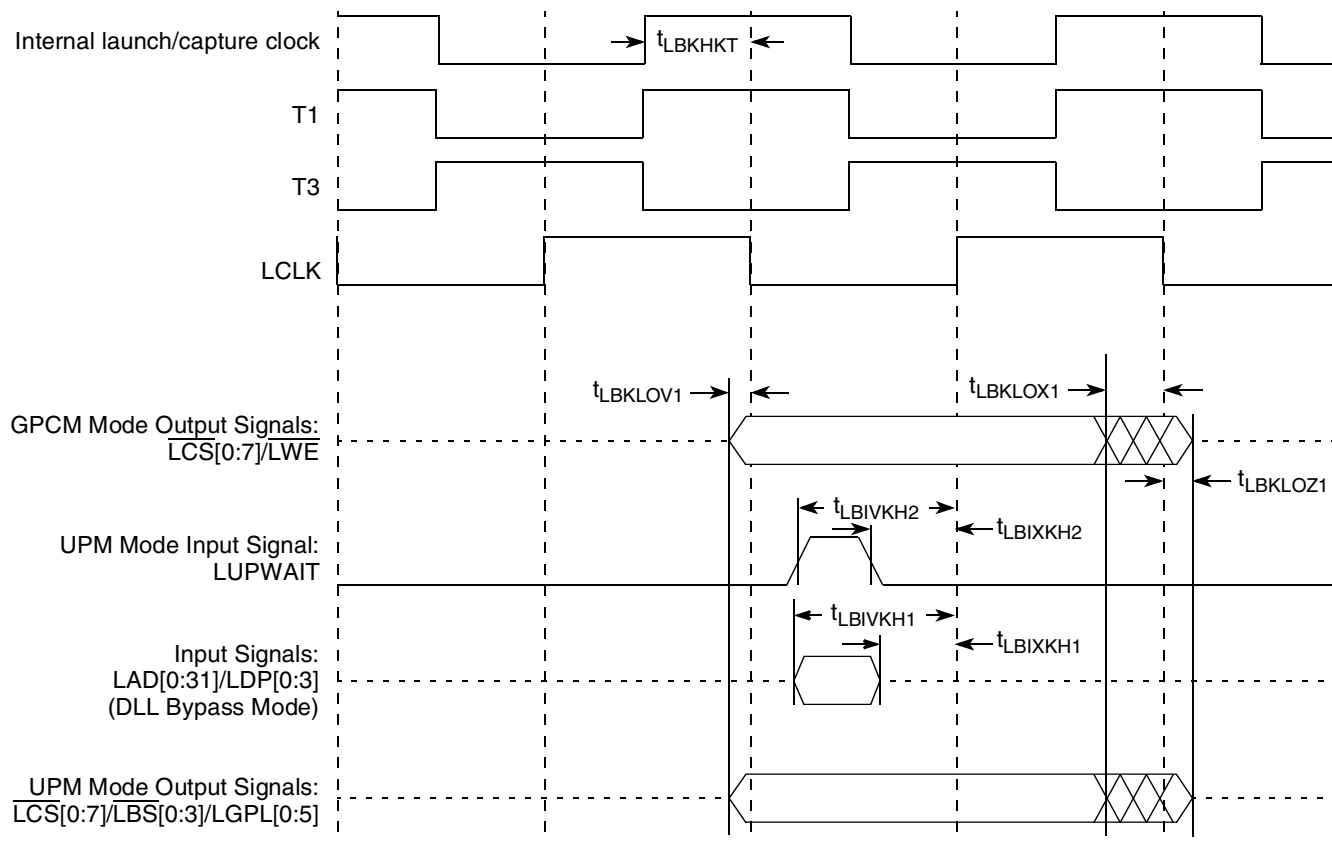 Internal launch/capture clock
tLBKHKT
T1
T3
LCLK
tLBKLOV1
tLBKLOX1
GPCM Mode Output Signals:
LCS[0:7]/LWE
tLBKLOZ1
tLBIVKH2
tLBIXKH2
UPM Mode Input Signal:
LUPWAIT
tLBIVKH1
tLBIXKH1
Input Signals:
LAD[0:31]/LDP[0:3]
(DLL Bypass Mode)
UPM Mode Output Signals:
LCS[0:7]/LBS[0:3]/LGPL[0:5]